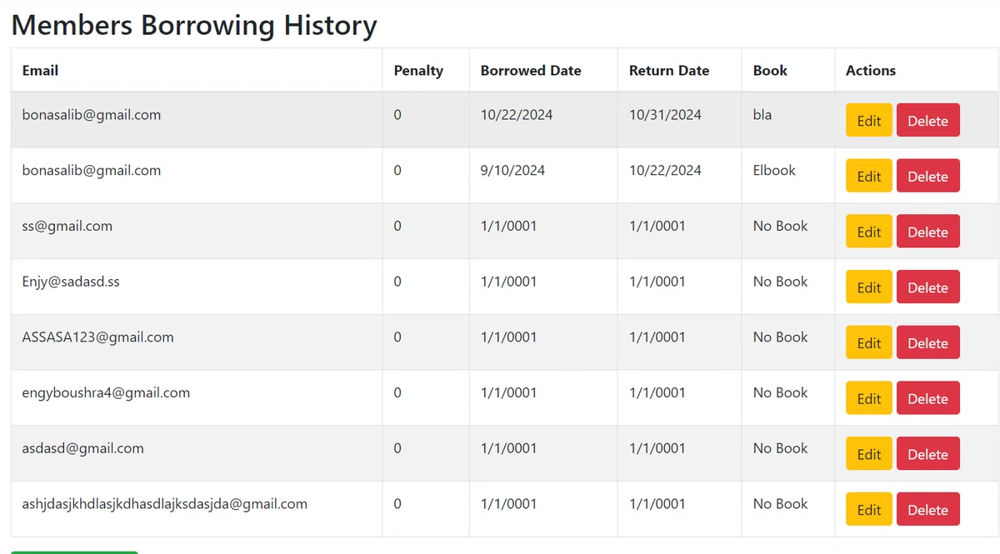 Members Borrowing History
Email Penalty Borrowed Date Return Date Book Actions
bonasalib@gmail.com 0 10/22/2024 10/31/2024 bla Edit Delete
bonasalib@gmail.com 0 9/10/2024 10/22/2024 Elbook Edit Delete
ss@gmail.com 0 1/1/0001 1/1/0001 No Book Edit Delete
Enjy@sadasd.ss 0 1/1/0001 1/1/0001 No Book Edit Delete
ASSASA123@gmail.com 0 1/1/0001 1/1/0001 No Book Edit Delete
engyboushra4@gmail.com 0 1/1/0001 1/1/0001 No Book Edit Delete
asdasd@gmail.com 0 1/1/0001 1/1/0001 No Book Edit Delete
ashjdasjkhdlasjkdhasdlajksdasjda@gmail.com 0 1/1/0001 1/1/0001 No Book Edit Delete